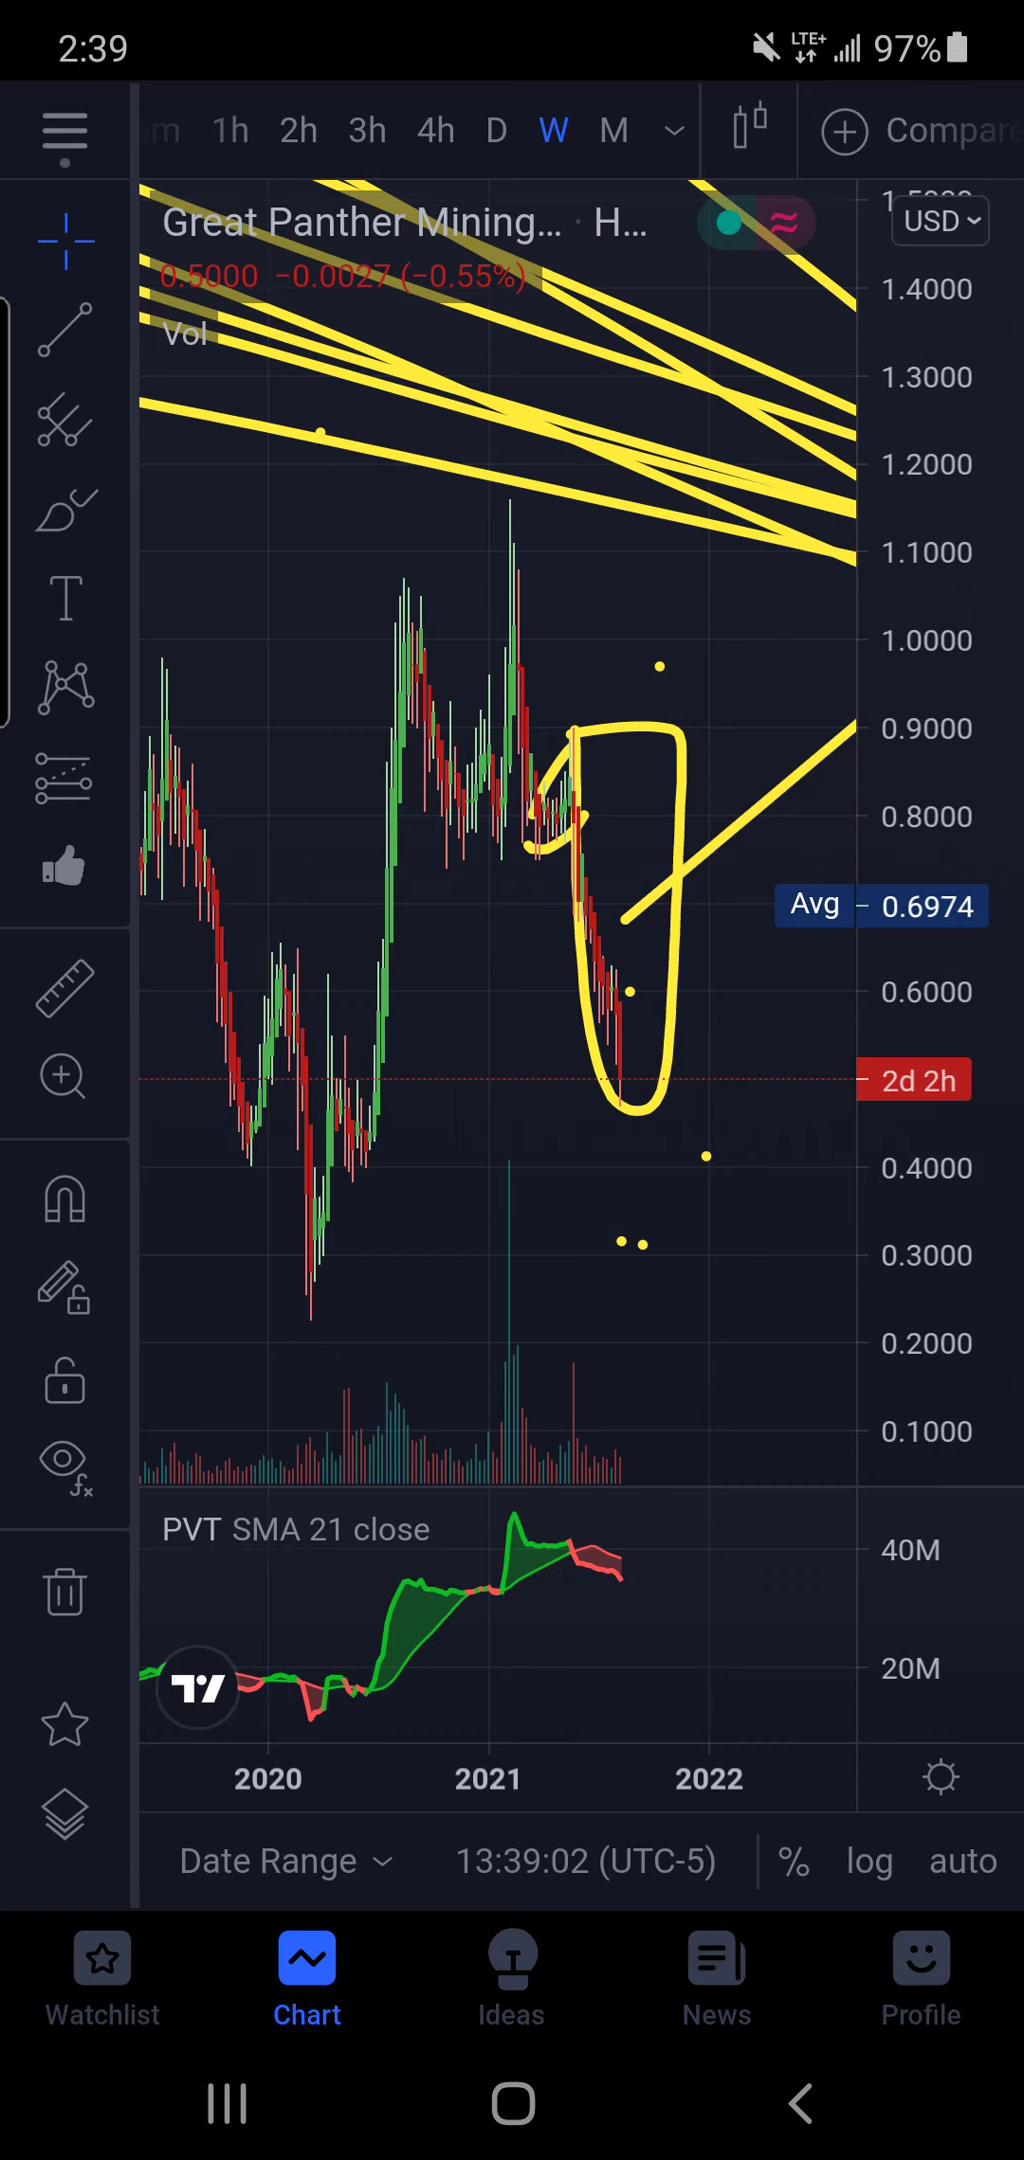 2:39 LTE+ 97%
1h 2h 3h 4h D W M Compare
Great Panther Mining... · H... USD
0.5000 −0.0027 (−0.55%)
Vol
1.4000
1.3000
1.2000
1.1000
1.0000
0.9000
0.8000
Avg 0.6974
0.6000
2d 2h
0.4000
0.3000
0.2000
0.1000
PVT SMA 21 close
40M
20M
2020 2021 2022
Date Range 13:39:02 (UTC-5) % log auto
Watchlist Chart Ideas News Profile